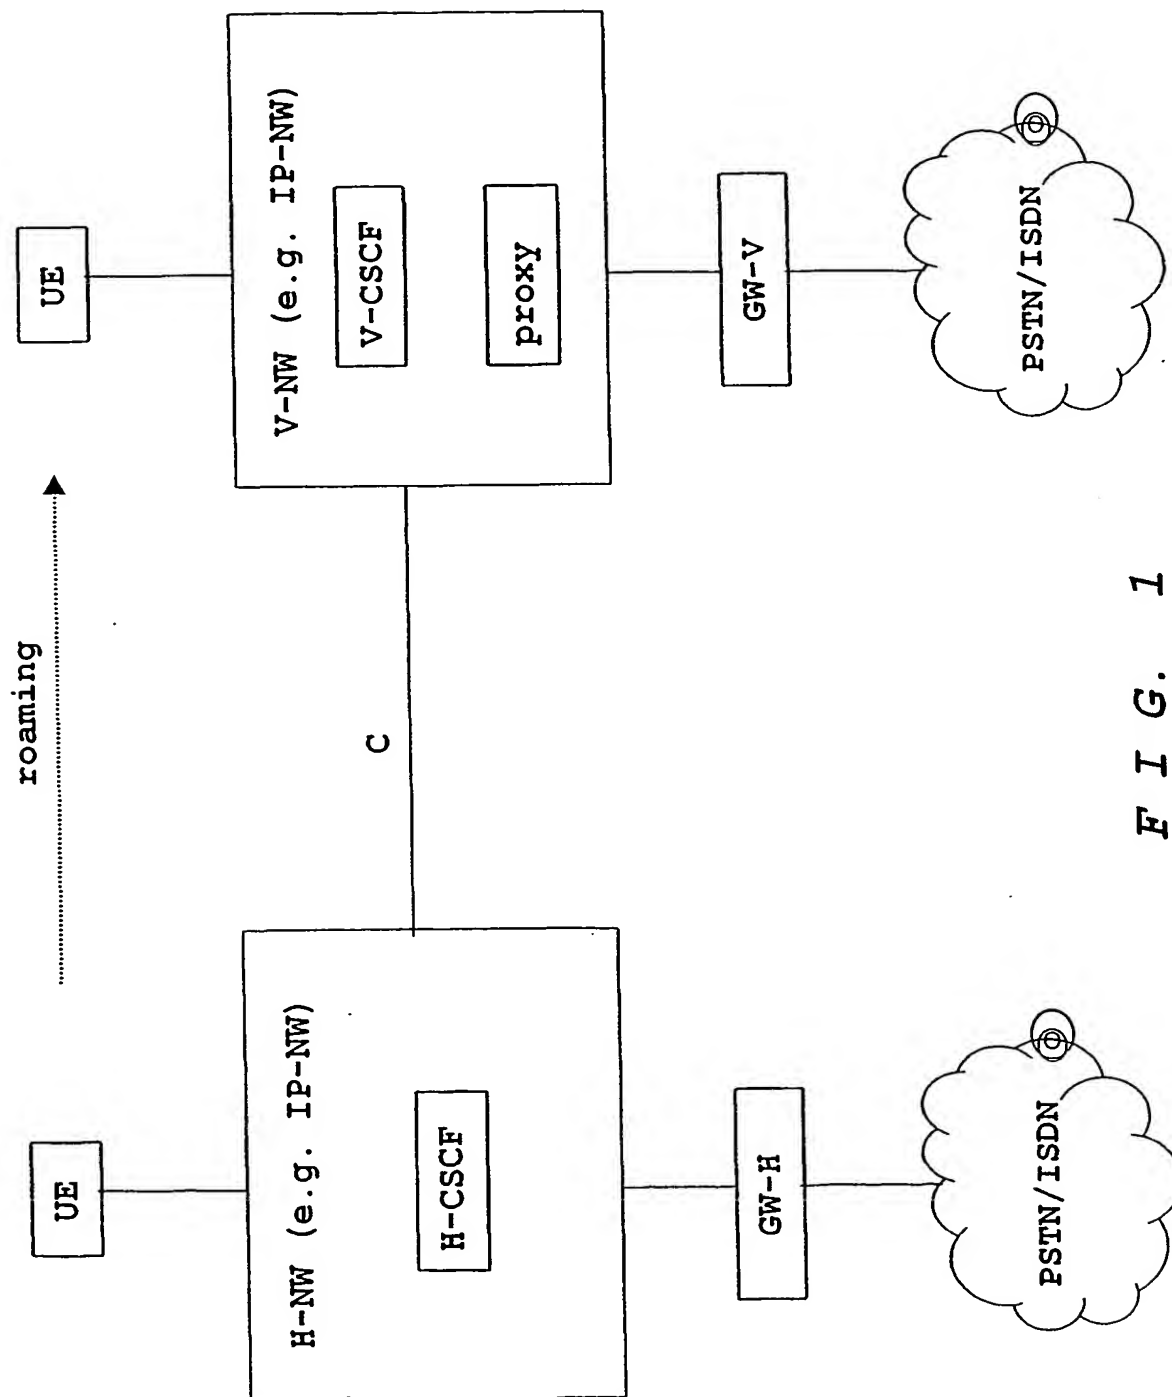 roaming
UE
UE
H-NW (e.g. IP-NW)
H-CSCF
C
V-NW (e.g. IP-NW)
V-CSCF
proxy
GW-H
GW-V
PSTN/ISDN
PSTN/ISDN
FIG. 1